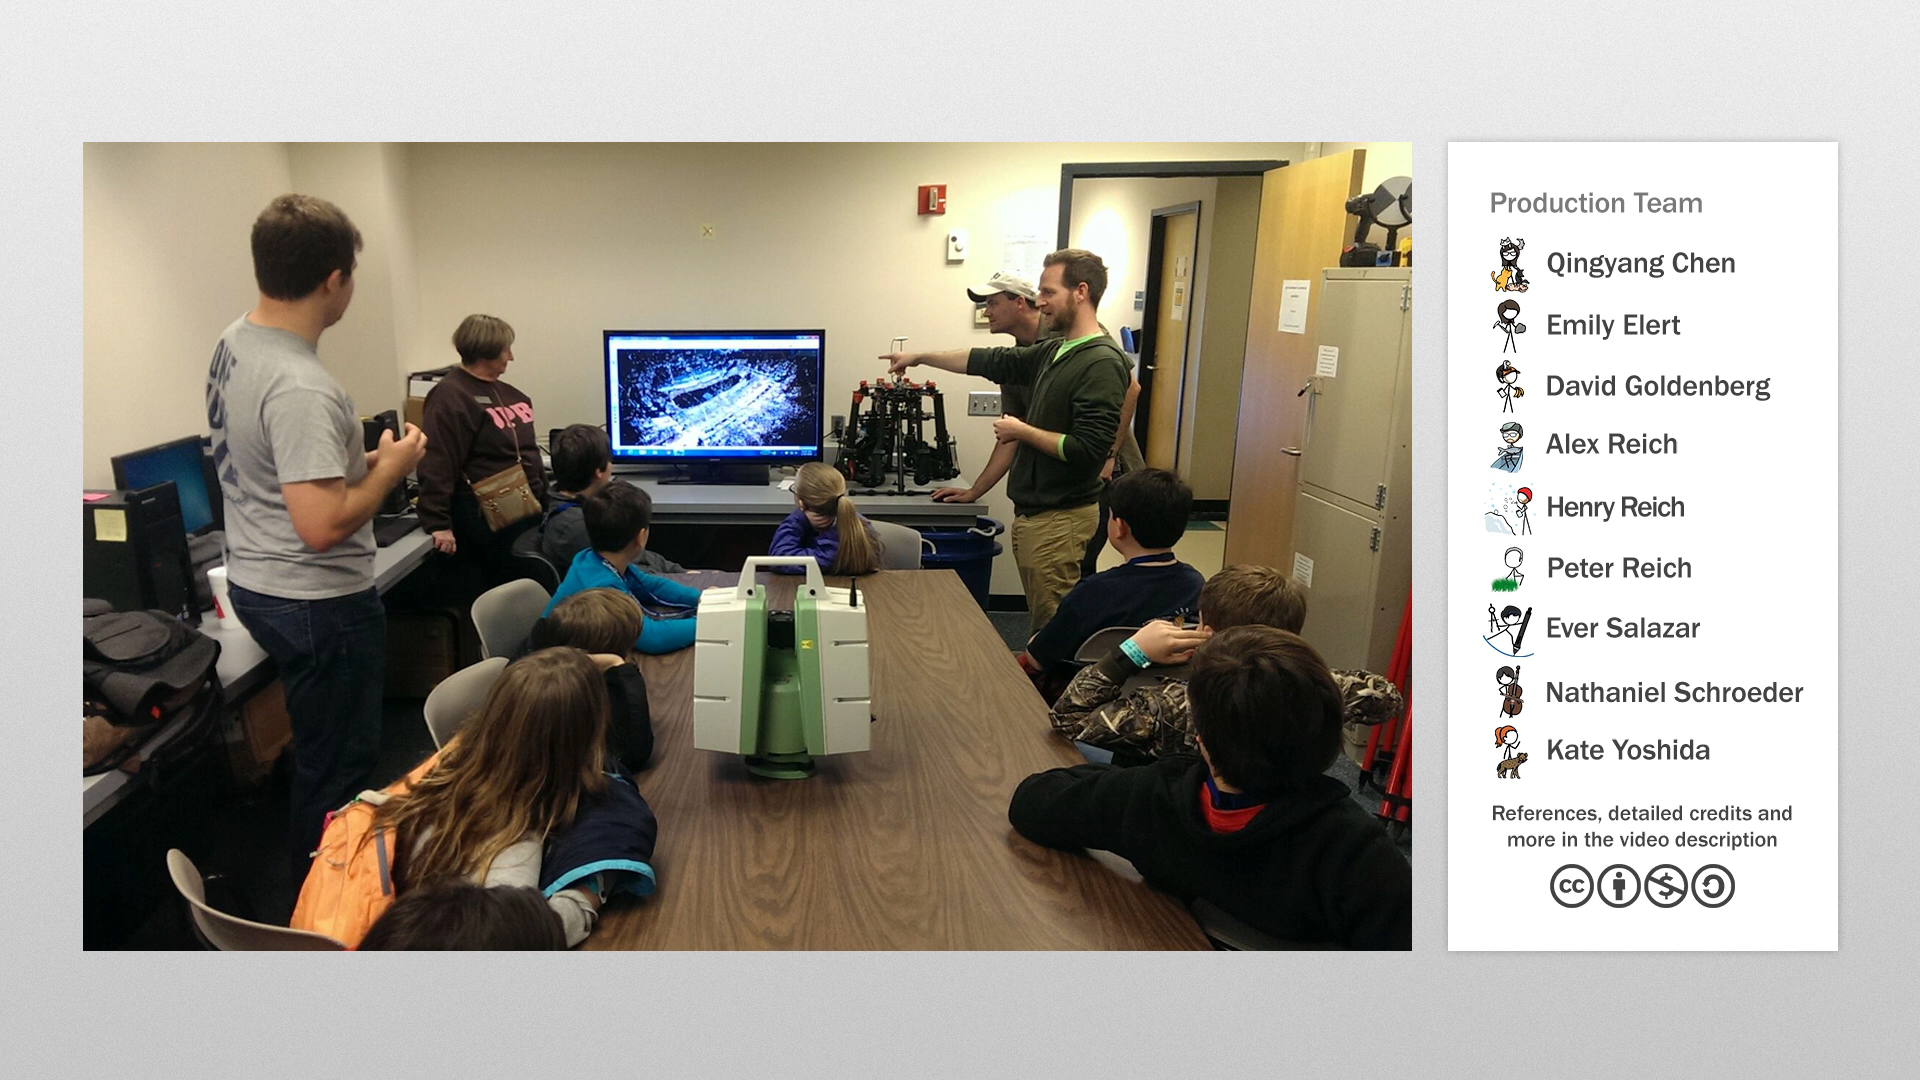 Production Team
Qingyang Chen
Emily Elert
David Goldenberg
Alex Reich
Henry Reich
Peter Reich
Ever Salazar
Nathaniel Schroeder
Kate Yoshida
References, detailed credits and
more in the video description
cc